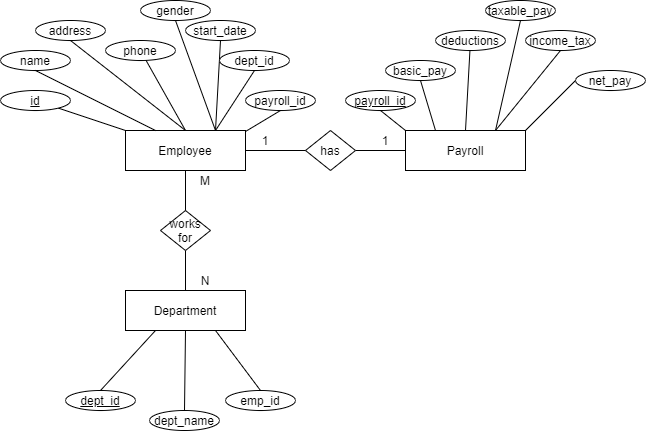 gender
taxable_pay
address
start_date
deductions
income_tax
phone
name
dept_id
basic_pay
net_pay
id
payroll_id
payroll_id
Employee
1
has
1
Payroll
M
works
for
N
Department
dept_id
emp_id
dept_name